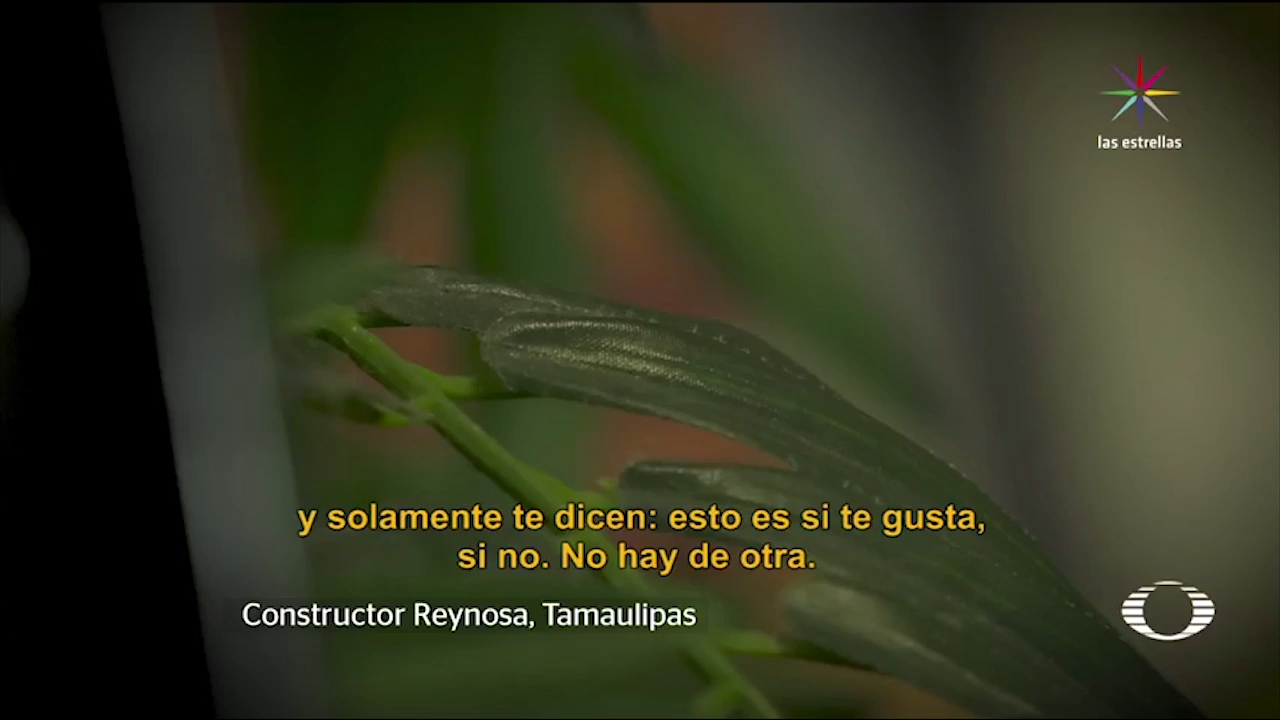 las estrellas
y solamente te dicen: esto es si te gusta,
si no. No hay de otra.
Constructor Reynosa, Tamaulipas